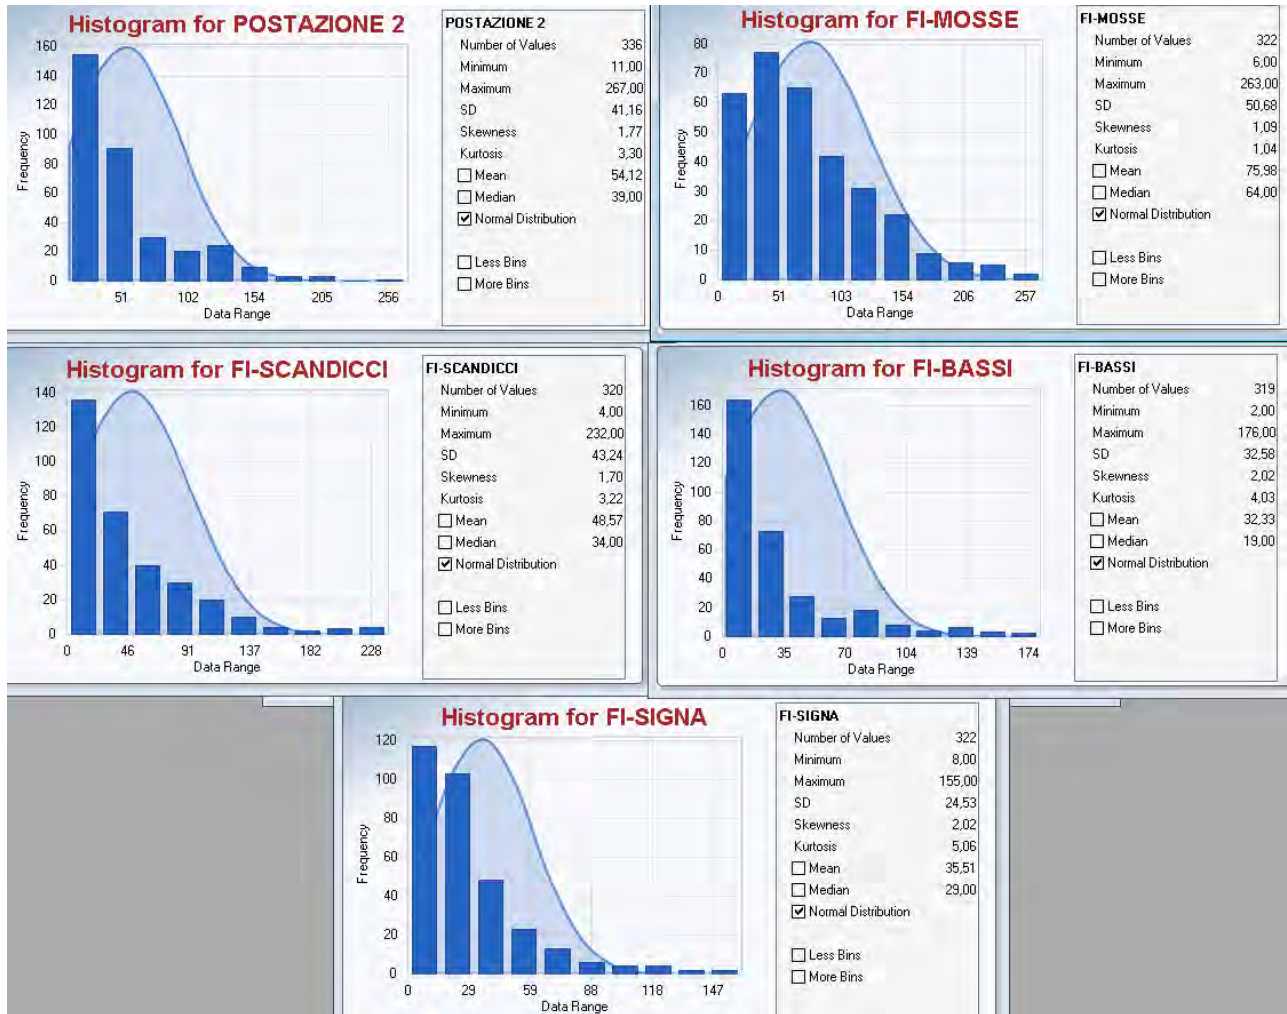 Histogram for POSTAZIONE 2
160
140
120
100
80
60
40
20
0
51 102 154 205 256
Frequency
Data Range
POSTAZIONE 2
Number of Values 336
Minimum 11,00
Maximum 267,00
SD 41,16
Skewness 1,77
Kurtosis 3,30
Mean 54,12
Median 39,00
Normal Distribution
Less Bins
More Bins
Histogram for FI-MOSSE
80
70
60
50
40
30
20
10
0
0 51 103 154 206 257
Frequency
Data Range
FI-MOSSE
Number of Values 322
Minimum 6,00
Maximum 263,00
SD 50,68
Skewness 1,09
Kurtosis 1,04
Mean 75,98
Median 64,00
Normal Distribution
Less Bins
More Bins
Histogram for FI-SCANDICCI
140
120
100
80
60
40
20
0
0 46 91 137 182 228
Frequency
Data Range
FI-SCANDICCI
Number of Values 320
Minimum 4,00
Maximum 232,00
SD 43,24
Skewness 1,70
Kurtosis 3,22
Mean 48,57
Median 34,00
Normal Distribution
Less Bins
More Bins
Histogram for FI-BASSI
160
140
120
100
80
60
40
20
0
0 35 70 104 139 174
Frequency
Data Range
FI-BASSI
Number of Values 319
Minimum 2,00
Maximum 176,00
SD 32,58
Skewness 2,02
Kurtosis 4,03
Mean 32,33
Median 19,00
Normal Distribution
Less Bins
More Bins
Histogram for FI-SIGNA
120
100
80
60
40
20
0
0 29 59 88 118 147
Frequency
Data Range
FI-SIGNA
Number of Values 322
Minimum 8,00
Maximum 155,00
SD 24,53
Skewness 2,02
Kurtosis 5,06
Mean 35,51
Median 29,00
Normal Distribution
Less Bins
More Bins